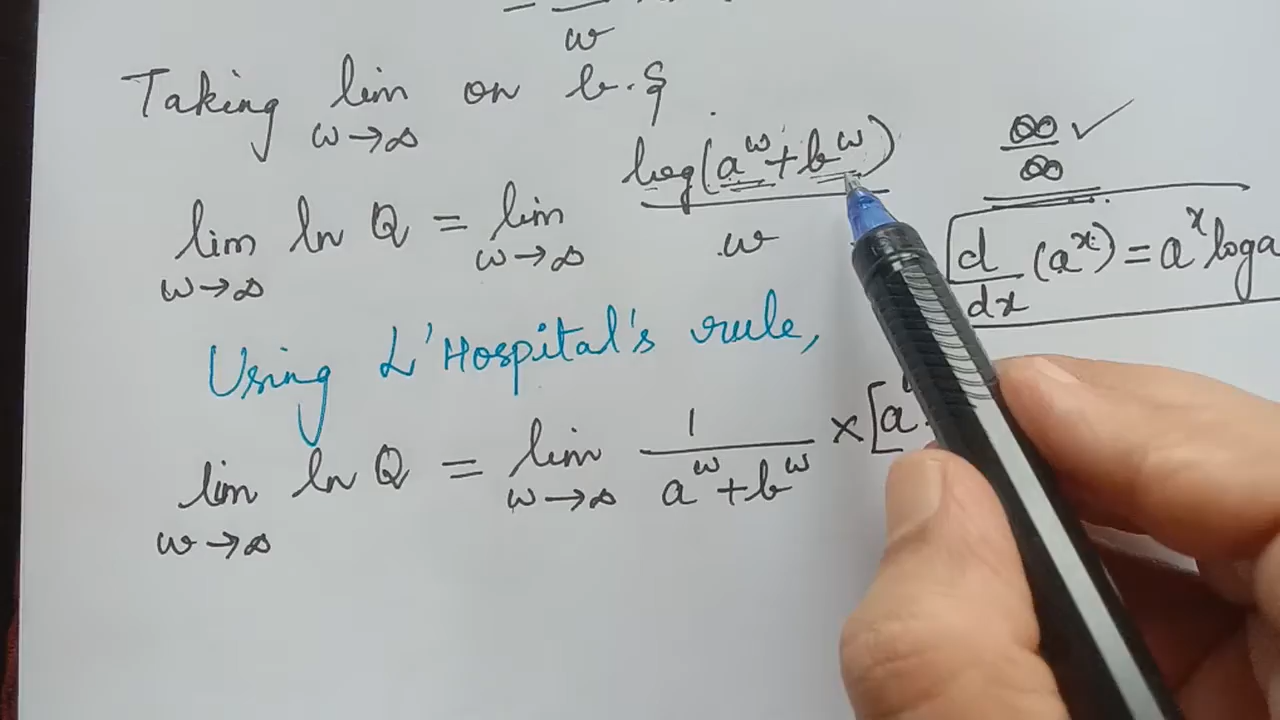 w
Taking lim on b.s
w→∞
log(a^w+b^w)
lim ln Q = lim ───
w→∞ w→∞ w
∞/∞ ✓
d/dx (a^x) = a^x log a
Using L'Hospital's rule,
lim ln Q = lim 1/(a^w+b^w) × [a
w→∞ w→∞